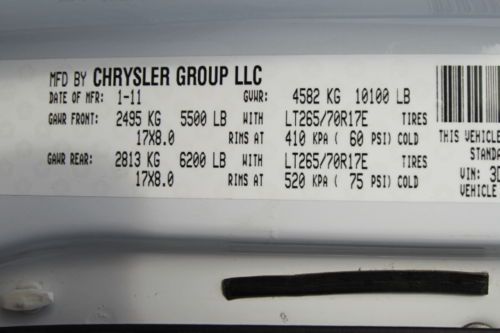 MFD BY CHRYSLER GROUP LLC
DATE OF MFR: 1-11 GVWR: 4582 KG 10100 LB
GAWR FRONT: 2495 KG 5500 LB WITH LT265/70R17E TIRES
17X8.0 RIMS AT 410 KPA ( 60 PSI) COLD
GAWR REAR: 2813 KG 6200 LB WITH LT265/70R17E TIRES
17X8.0 RIMS AT 520 KPA ( 75 PSI) COLD
THIS VEHICLE
STANDA
VIN: 3D
VEHICLE